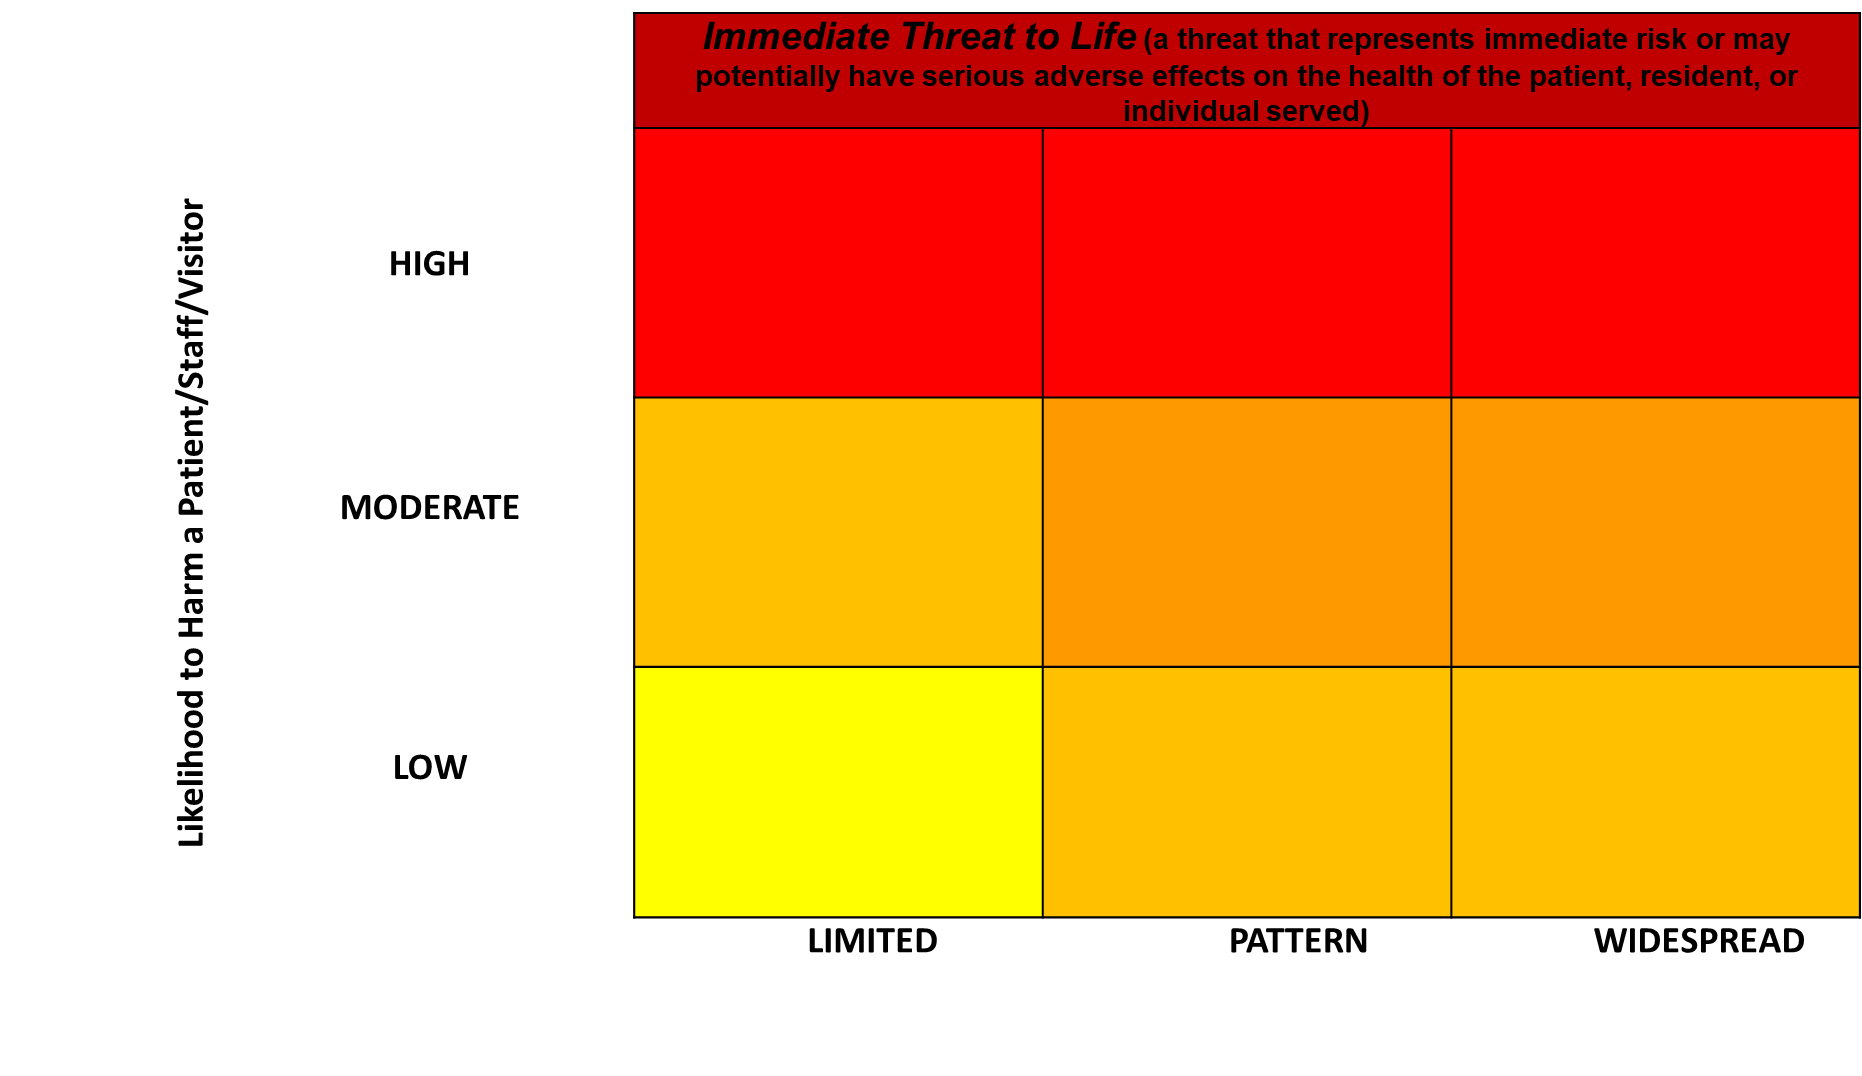 Immediate Threat to Life (a threat that represents immediate risk or may
potentially have serious adverse effects on the health of the patient, resident, or
individual served)
Likelihood to Harm a Patient/Staff/Visitor
HIGH
MODERATE
LOW
LIMITED
PATTERN
WIDESPREAD